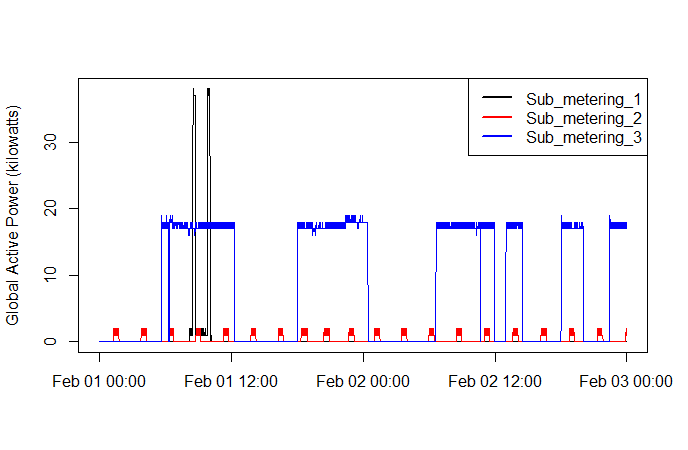 Global Active Power (kilowatts)
30
20
10
0
Sub_metering_1
Sub_metering_2
Sub_metering_3
Feb 01 00:00
Feb 01 12:00
Feb 02 00:00
Feb 02 12:00
Feb 03 00:00